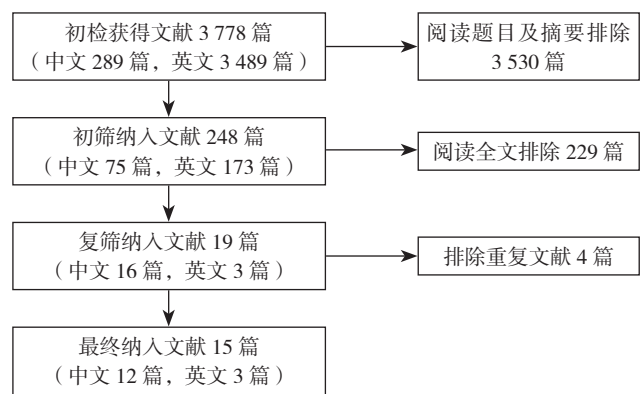 初检获得文献 3 778 篇
（中文 289 篇，英文 3 489 篇）
阅读题目及摘要排除
3 530 篇
初筛纳入文献 248 篇
（中文 75 篇，英文 173 篇）
阅读全文排除 229 篇
复筛纳入文献 19 篇
（中文 16 篇，英文 3 篇）
排除重复文献 4 篇
最终纳入文献 15 篇
（中文 12 篇，英文 3 篇）